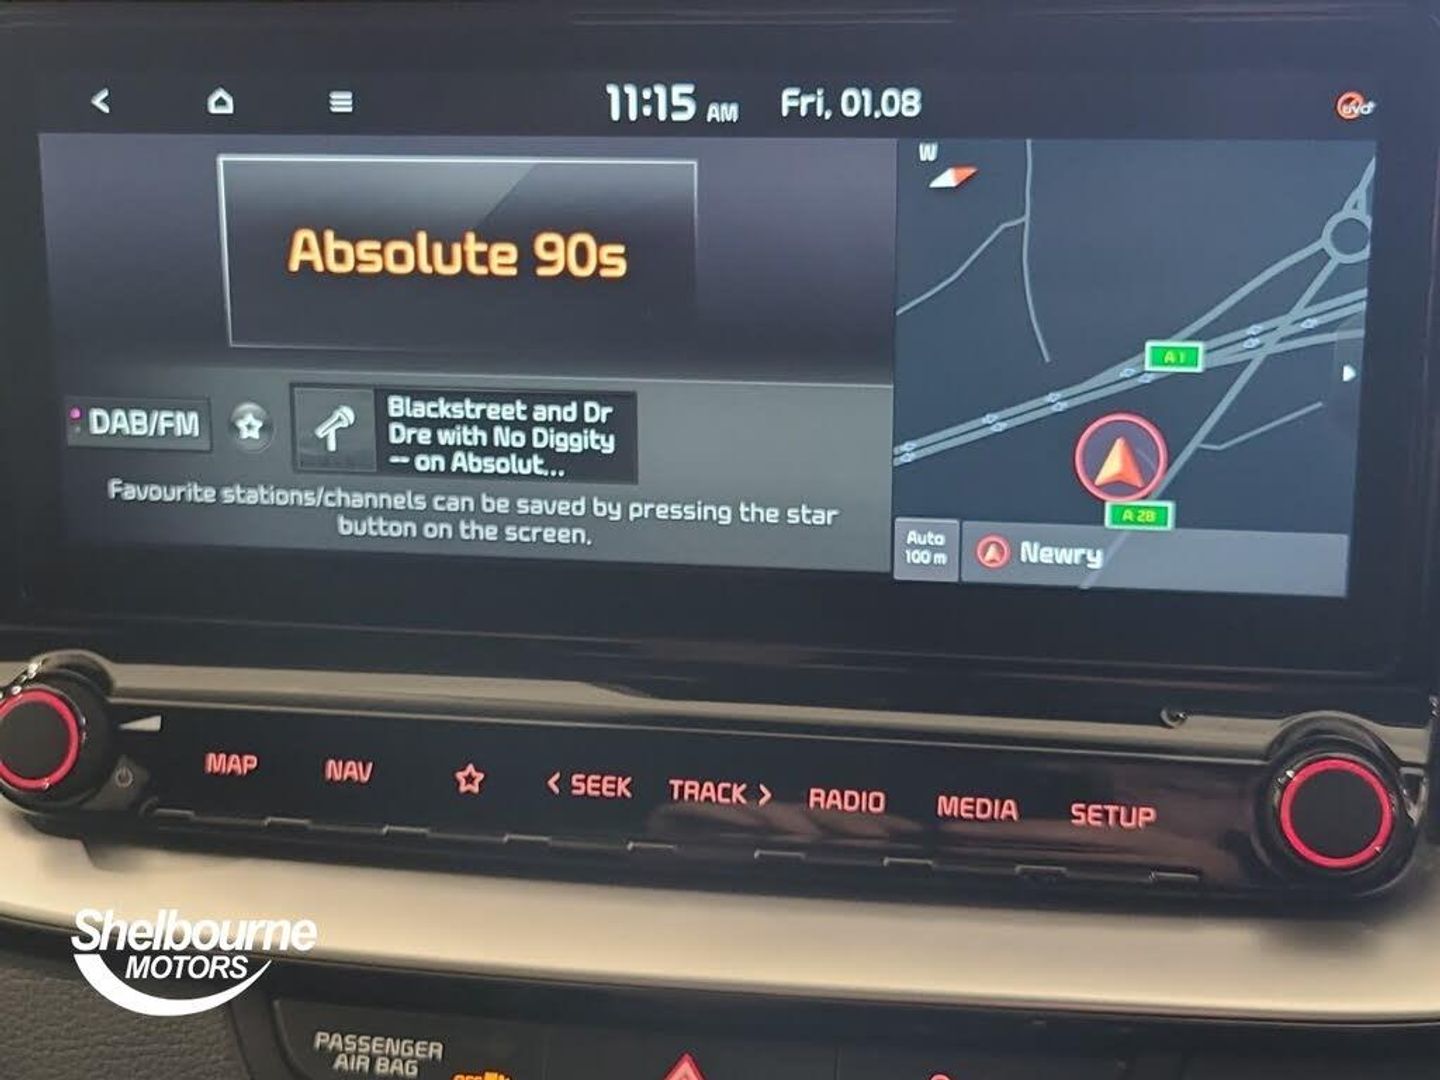 11:15 AM Fri, 01.08
uvo
Absolute 90s
W
A1
DAB/FM
Blackstreet and Dr
Dre with No Diggity
-- on Absolut...
Favourite stations/channels can be saved by pressing the star
button on the screen.
A28
Auto
100 m
Newry
MAP NAV < SEEK TRACK > RADIO MEDIA SETUP
Shelbourne
MOTORS
PASSENGER
AIR BAG